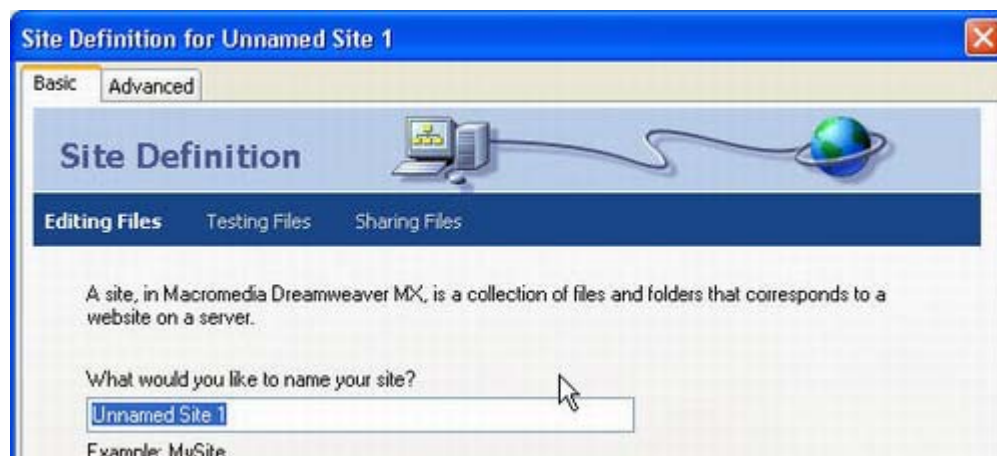 Site Definition for Unnamed Site 1
Basic Advanced
Site Definition
Editing Files Testing Files Sharing Files
A site, in Macromedia Dreamweaver MX, is a collection of files and folders that corresponds to a
website on a server.
What would you like to name your site?
Unnamed Site 1
Example: MySite